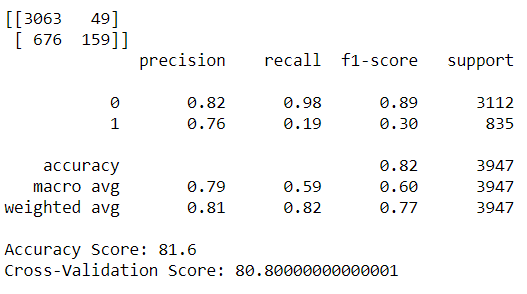 [[3063   49]
 [ 676  159]]
              precision    recall  f1-score   support

           0       0.82      0.98      0.89      3112
           1       0.76      0.19      0.30       835

    accuracy                           0.82      3947
   macro avg       0.79      0.59      0.60      3947
weighted avg       0.81      0.82      0.77      3947

Accuracy Score: 81.6
Cross-Validation Score: 80.80000000000001